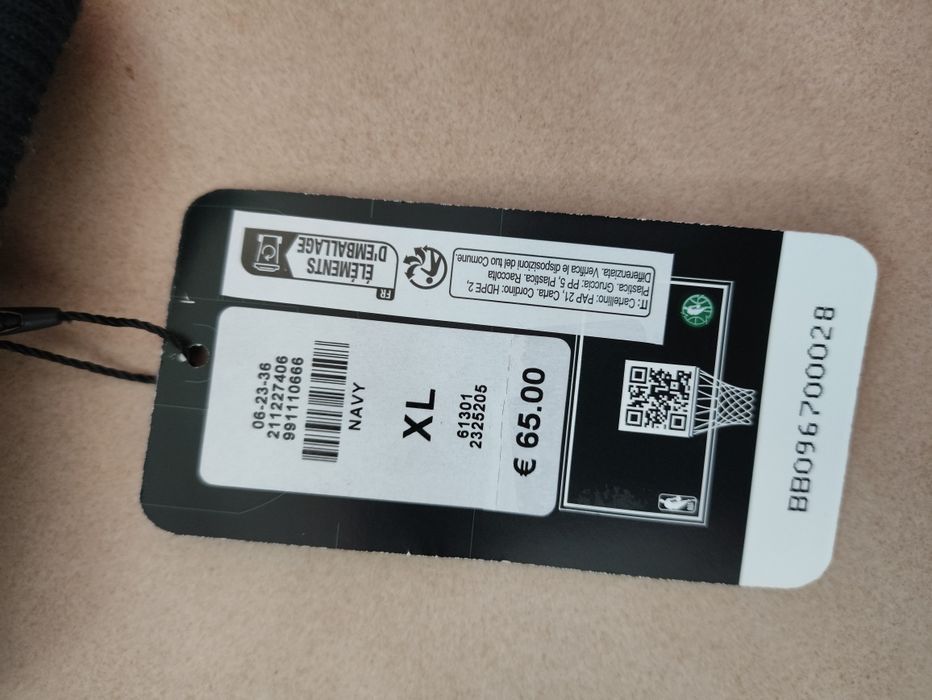 06-23-36
211227406
991110666
NAVY
XL
61301
2325205
€ 65.00
FR
ÉLÉMENTS
D'EMBALLAGE
IT: Cartellino: PAP 21, Carta. Cordino: HDPE 2,
Plastica. Gruccia: PP 5, Plastica. Raccolta
Differenziata. Verifica le disposizioni del tuo Comune.
BB096700028